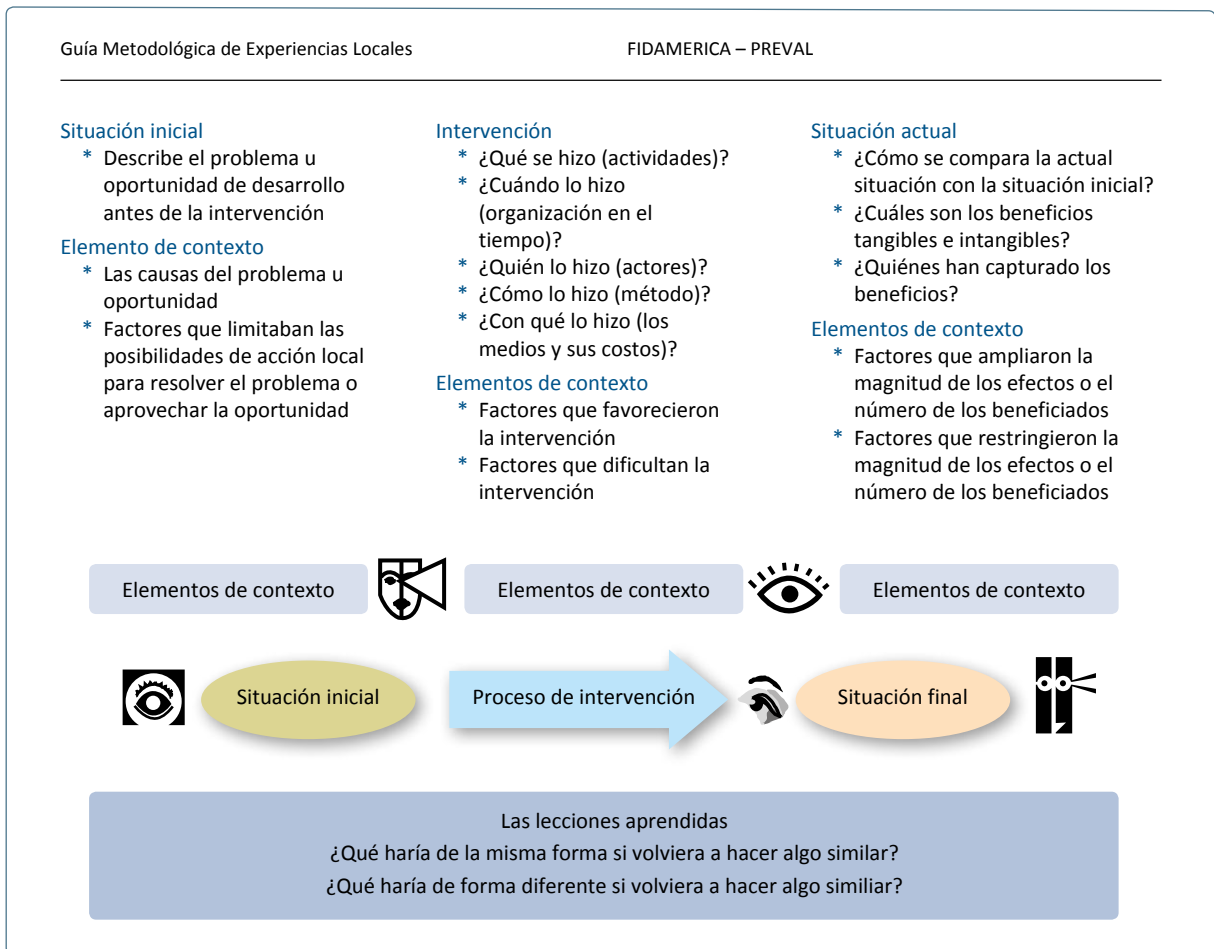 Guía Metodológica de Experiencias Locales
FIDAMERICA – PREVAL
Situación inicial
* Describe el problema u
oportunidad de desarrollo
antes de la intervención
Elemento de contexto
* Las causas del problema u
oportunidad
* Factores que limitaban las
posibilidades de acción local
para resolver el problema o
aprovechar la oportunidad
Intervención
* ¿Qué se hizo (actividades)?
* ¿Cuándo lo hizo
(organización en el
tiempo)?
* ¿Quién lo hizo (actores)?
* ¿Cómo lo hizo (método)?
* ¿Con qué lo hizo (los
medios y sus costos)?
Elementos de contexto
* Factores que favorecieron
la intervención
* Factores que dificultan la
intervención
Situación actual
* ¿Cómo se compara la actual
situación con la situación inicial?
* ¿Cuáles son los beneficios
tangibles e intangibles?
* ¿Quiénes han capturado los
beneficios?
Elementos de contexto
* Factores que ampliaron la
magnitud de los efectos o el
número de los beneficiados
* Factores que restringieron la
magnitud de los efectos o el
número de los beneficiados
Elementos de contexto
Elementos de contexto
Elementos de contexto
Situación inicial
Proceso de intervención
Situación final
Las lecciones aprendidas
¿Qué haría de la misma forma si volviera a hacer algo similar?
¿Qué haría de forma diferente si volviera a hacer algo similiar?